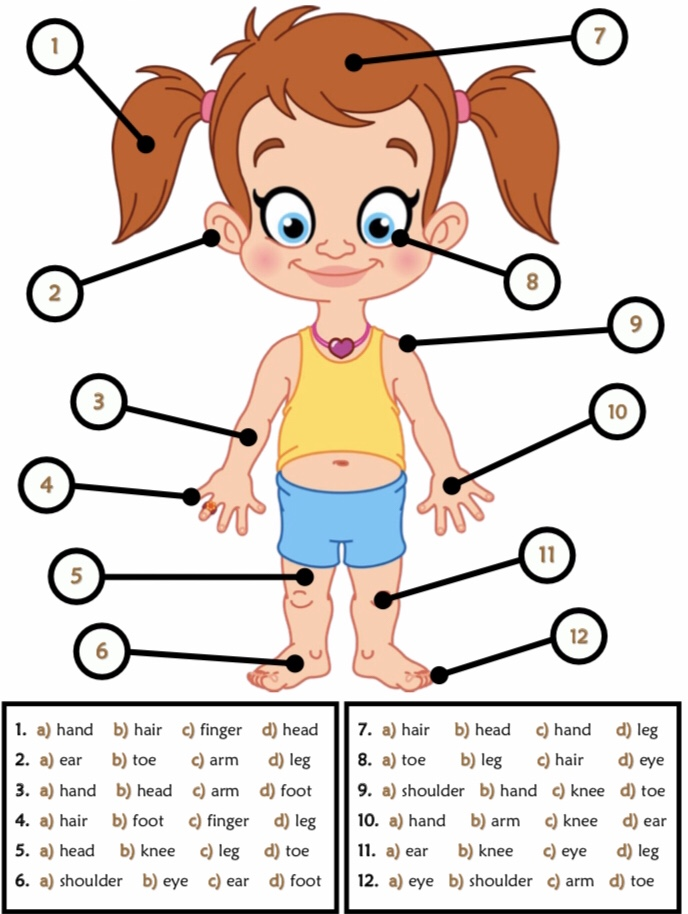 1
7
2
8
9
3
10
4
11
5
12
6
1. a) hand b) hair c) finger d) head
2. a) ear b) toe c) arm d) leg
3. a) hand b) head c) arm d) foot
4. a) hair b) foot c) finger d) leg
5. a) head b) knee c) leg d) toe
6. a) shoulder b) eye c) ear d) foot
7. a) hair b) head c) hand d) leg
8. a) toe b) leg c) hair d) eye
9. a) shoulder b) hand c) knee d) toe
10. a) hand b) arm c) knee d) ear
11. a) ear b) knee c) eye d) leg
12. a) eye b) shoulder c) arm d) toe